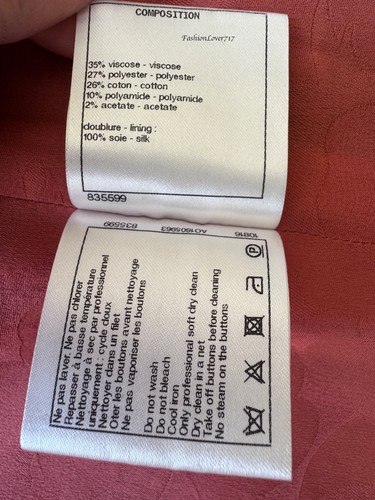 COMPOSITION
FashionLover717
35% viscose - viscose
27% polyester - polyester
26% coton - cotton
10% polyamide - polyamide
2% acetate - acetate
doublure - lining :
100% soie - silk
835599
835599 AO1605963 10816
Ne pas laver. Ne pas chlorer
Repasser à basse température
Nettoyage à sec par professionnel
uniquement : cycle doux
Nettoyer dans un filet
Oter les boutons avant nettoyage
Ne pas vaporiser les boutons
Do not wash
Do not bleach
Cool iron
Only professional soft dry clean
Dry clean in a net
Take off buttons before cleaning
No steam on the buttons
P